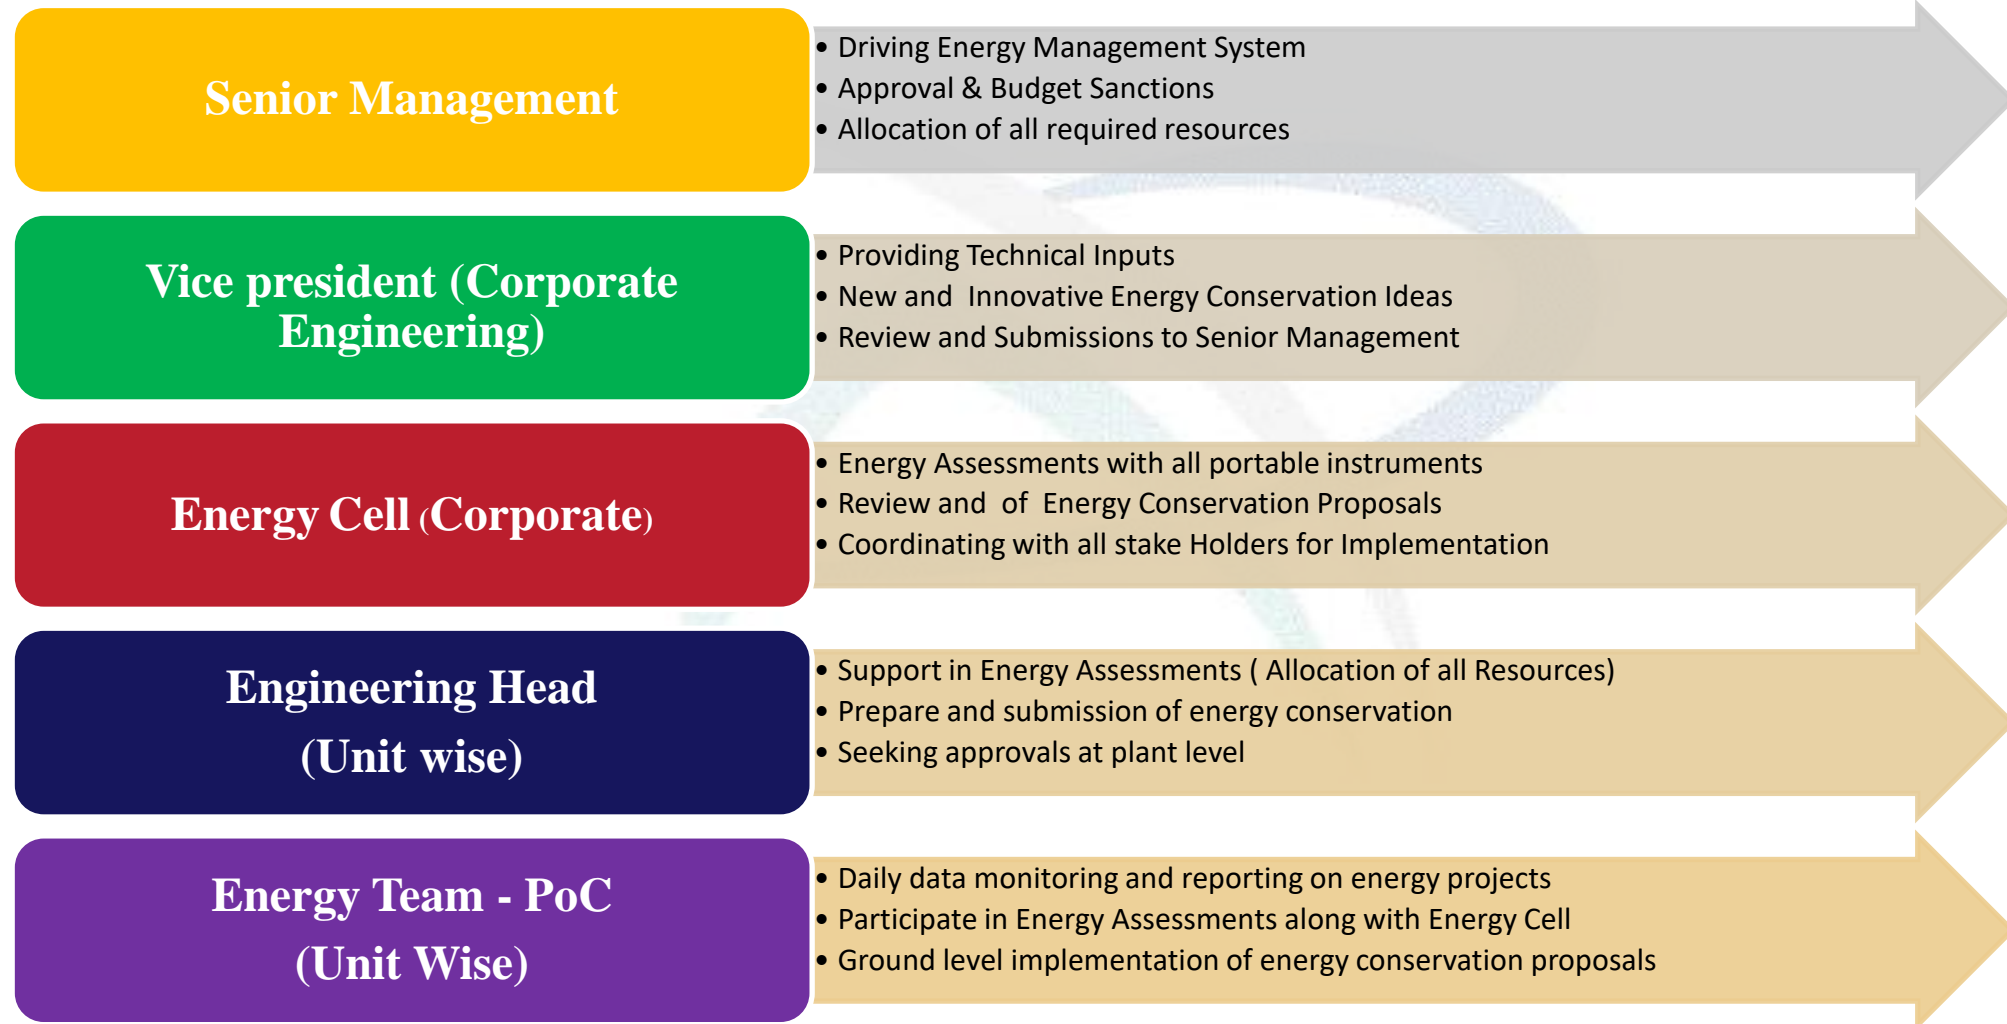 Senior Management
• Driving Energy Management System
• Approval & Budget Sanctions
• Allocation of all required resources
Vice president (Corporate
Engineering)
• Providing Technical Inputs
• New and  Innovative Energy Conservation Ideas
• Review and Submissions to Senior Management
Energy Cell (Corporate)
• Energy Assessments with all portable instruments
• Review and  of  Energy Conservation Proposals
• Coordinating with all stake Holders for Implementation
Engineering Head
(Unit wise)
• Support in Energy Assessments ( Allocation of all Resources)
• Prepare and submission of energy conservation
• Seeking approvals at plant level
Energy Team - PoC
(Unit Wise)
• Daily data monitoring and reporting on energy projects
• Participate in Energy Assessments along with Energy Cell
• Ground level implementation of energy conservation proposals